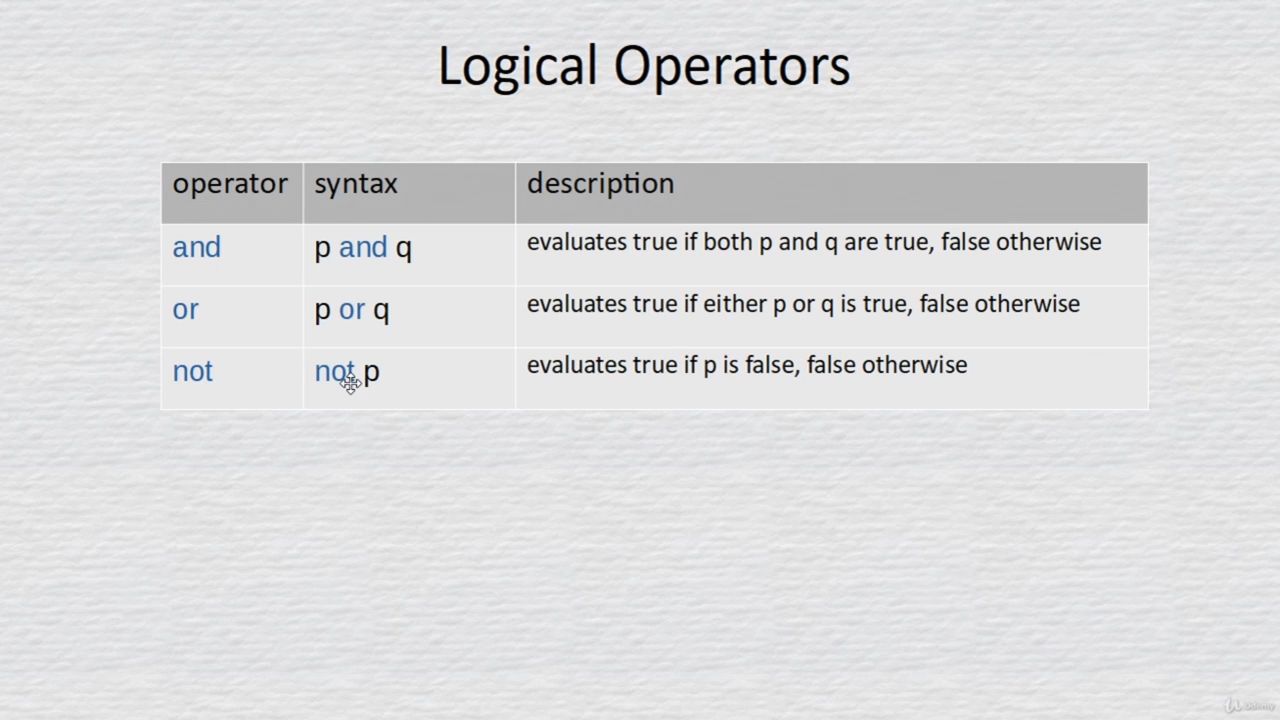 Logical Operators
operator syntax description
and p and q evaluates true if both p and q are true, false otherwise
or p or q evaluates true if either p or q is true, false otherwise
not not p evaluates true if p is false, false otherwise
Udemy